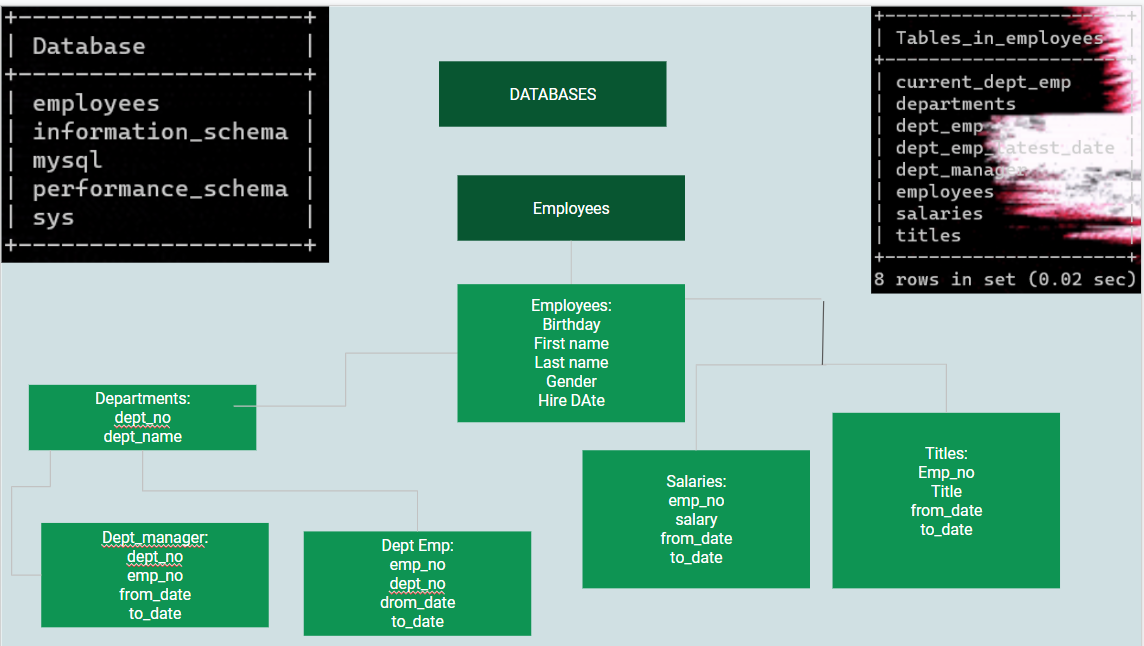 Database
employees
information_schema
mysql
performance_schema
sys
DATABASES
Tables_in_employees
current_dept_emp
departments
dept_emp
dept_emp_latest_date
dept_manager
employees
salaries
titles
8 rows in set (0.02 sec)
Employees
Employees:
Birthday
First name
Last name
Gender
Hire DAte
Departments:
dept_no
dept_name
Dept_manager:
dept_no
emp_no
from_date
to_date
Dept Emp:
emp_no
dept_no
drom_date
to_date
Salaries:
emp_no
salary
from_date
to_date
Titles:
Emp_no
Title
from_date
to_date